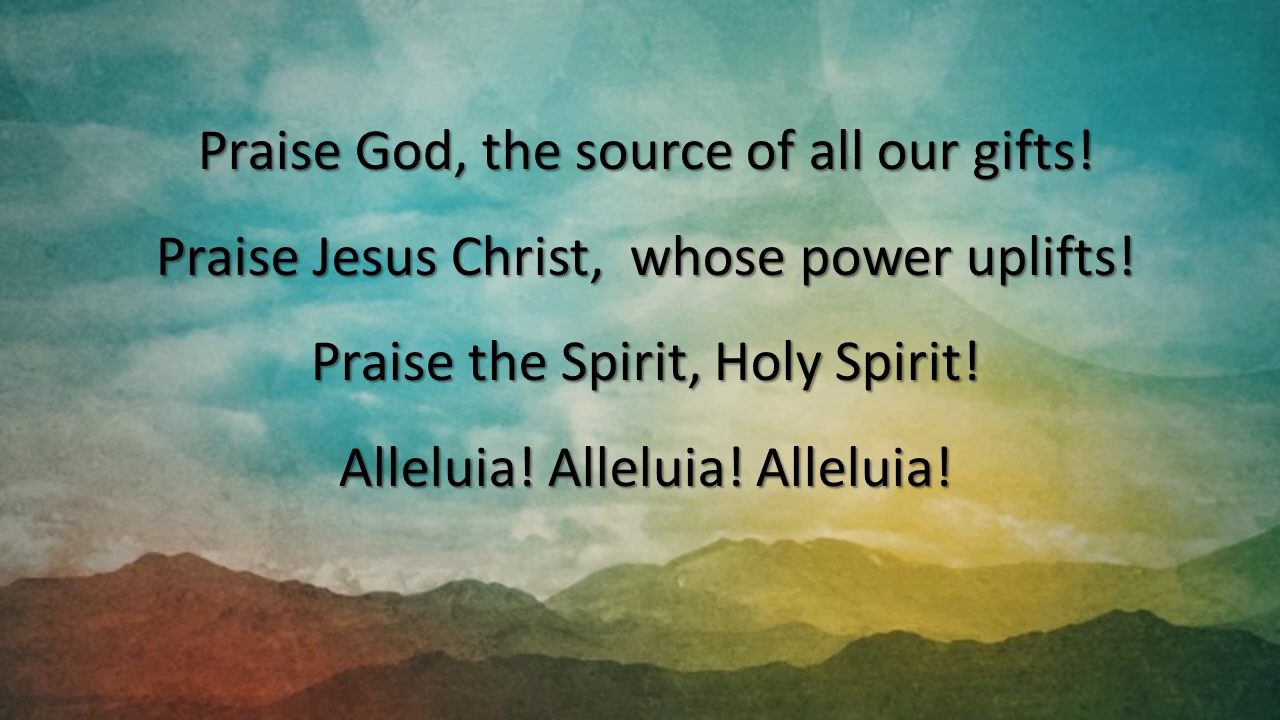 Praise God, the source of all our gifts!
Praise Jesus Christ,  whose power uplifts!
Praise the Spirit, Holy Spirit!
Alleluia! Alleluia! Alleluia!